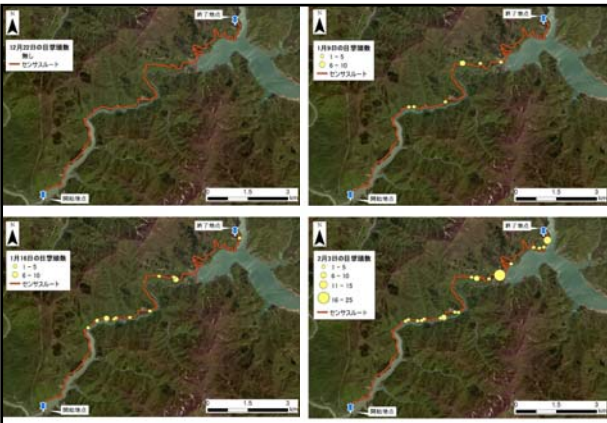 N
12月22日の目撃頭数
無し
センサスルート
終了地点
開始地点
0 1.5 3
km
N
1月9日の目撃頭数
1 - 5
6 - 10
センサスルート
終了地点
開始地点
0 1.5 3
km
N
1月16日の目撃頭数
1 - 5
6 - 10
センサスルート
終了地点
開始地点
0 1.5 3
km
N
2月3日の目撃頭数
1 - 5
6 - 10
11 - 15
16 - 25
センサスルート
終了地点
開始地点
0 1.5 3
km